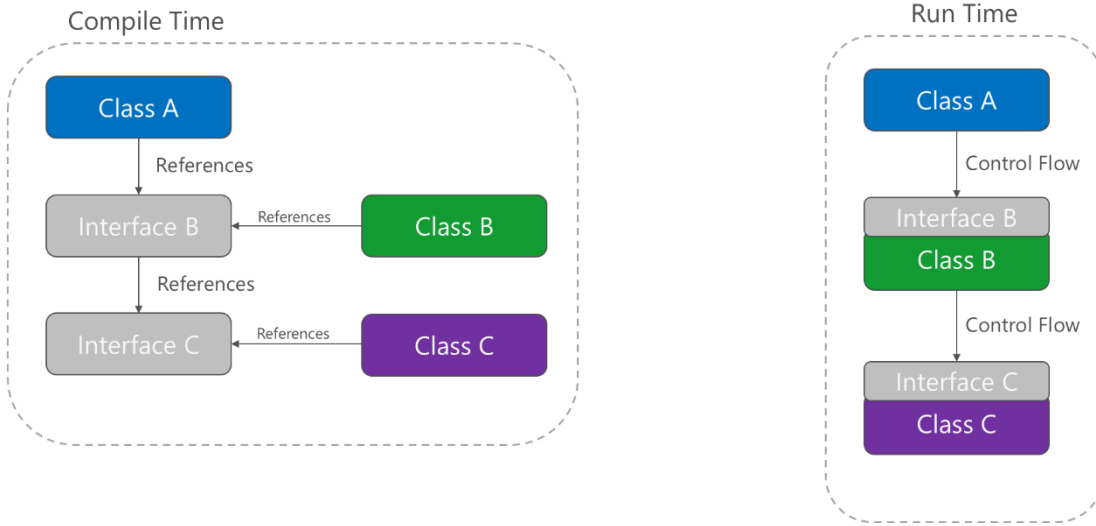 Compile Time
Class A
References
Interface B
References
Class B
References
Interface C
References
Class C
Run Time
Class A
Control Flow
Interface B
Class B
Control Flow
Interface C
Class C